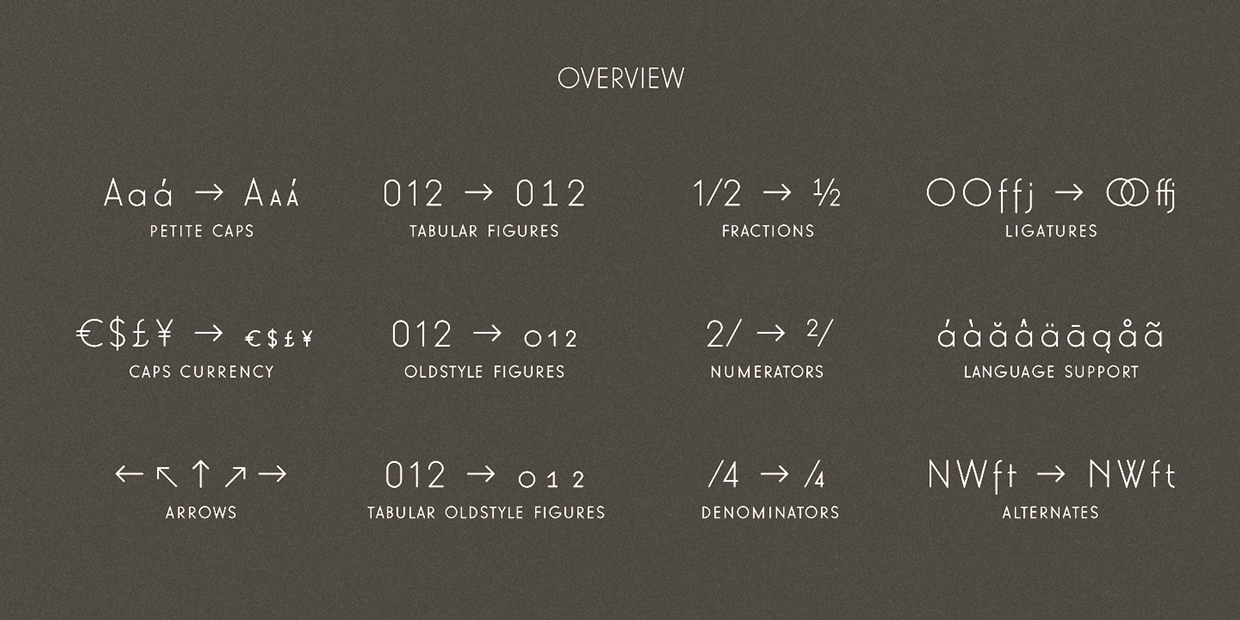 OVERVIEW
Aaá → Aᴀᴀ́
PETITE CAPS
012 → 012
TABULAR FIGURES
1/2 → ½
FRACTIONS
OOffj → OOffj
LIGATURES
€$£¥ → €$£¥
CAPS CURRENCY
012 → 012
OLDSTYLE FIGURES
2/ → ²/
NUMERATORS
áàăâäāąåã
LANGUAGE SUPPORT
← ↖ ↑ ↗ →
ARROWS
012 → 012
TABULAR OLDSTYLE FIGURES
/4 → /₄
DENOMINATORS
NWft → NWft
ALTERNATES